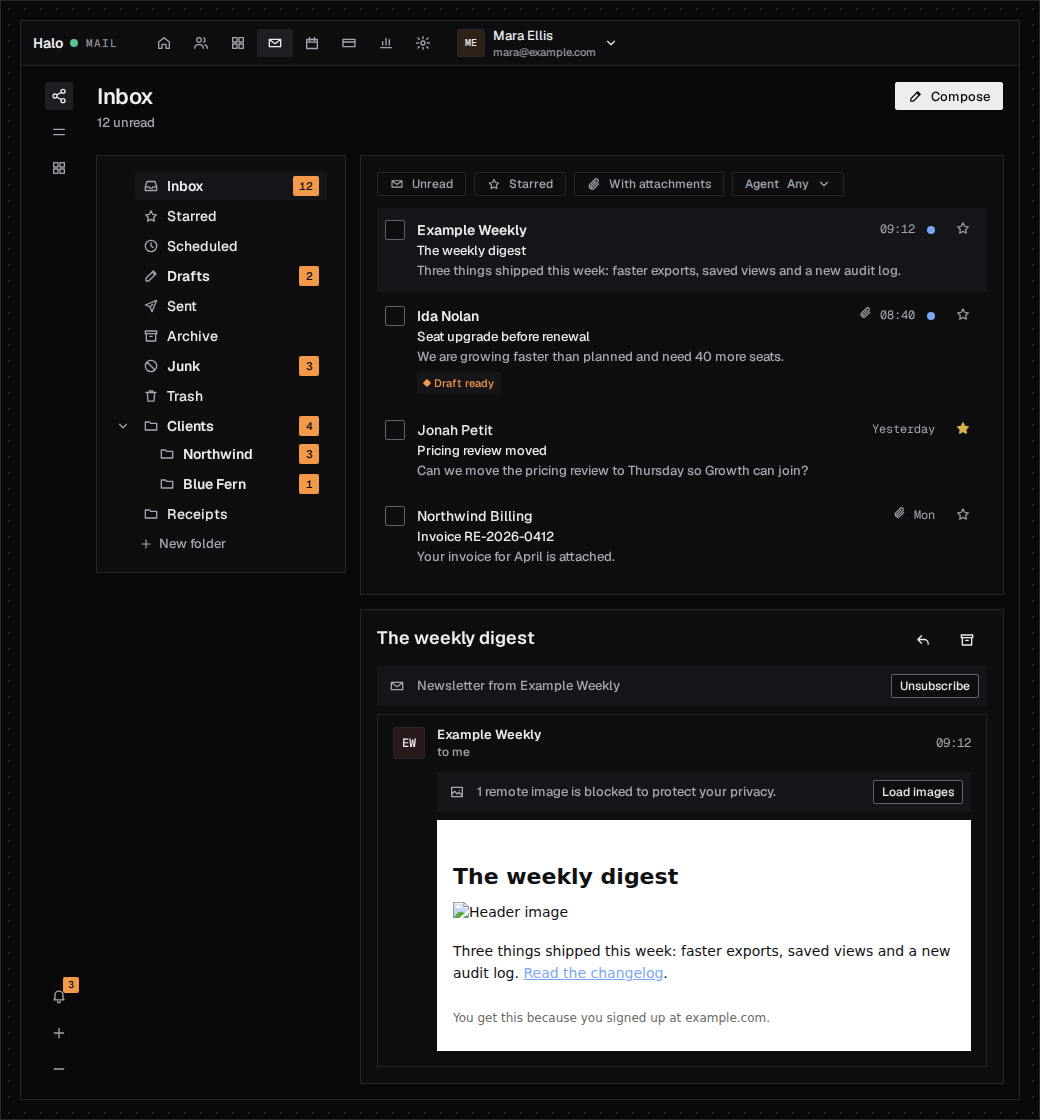 Halo MAIL
ME
Mara Ellis
mara@example.com
Inbox
12 unread
Compose
Inbox 12
Starred
Scheduled
Drafts 2
Sent
Archive
Junk 3
Trash
Clients 4
Northwind 3
Blue Fern 1
Receipts
New folder
Unread Starred With attachments Agent Any
Example Weekly 09:12
The weekly digest
Three things shipped this week: faster exports, saved views and a new audit log.
Ida Nolan 08:40
Seat upgrade before renewal
We are growing faster than planned and need 40 more seats.
Draft ready
Jonah Petit Yesterday
Pricing review moved
Can we move the pricing review to Thursday so Growth can join?
Northwind Billing Mon
Invoice RE-2026-0412
Your invoice for April is attached.
The weekly digest
Newsletter from Example Weekly Unsubscribe
EW
Example Weekly 09:12
to me
1 remote image is blocked to protect your privacy. Load images
The weekly digest
Header image
Three things shipped this week: faster exports, saved views and a new
audit log. Read the changelog.
You get this because you signed up at example.com.
3